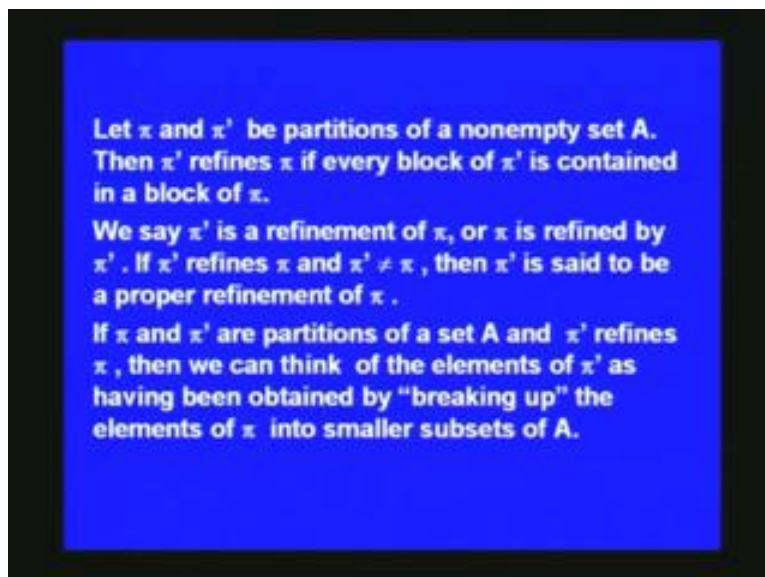 Let π and π' be partitions of a nonempty set A.
Then π' refines π if every block of π' is contained
in a block of π.
We say π' is a refinement of π, or π is refined by
π' . If π' refines π and π' ≠ π , then π' is said to be
a proper refinement of π .
If π and π' are partitions of a set A and π' refines
π , then we can think of the elements of π' as
having been obtained by “breaking up” the
elements of π into smaller subsets of A.